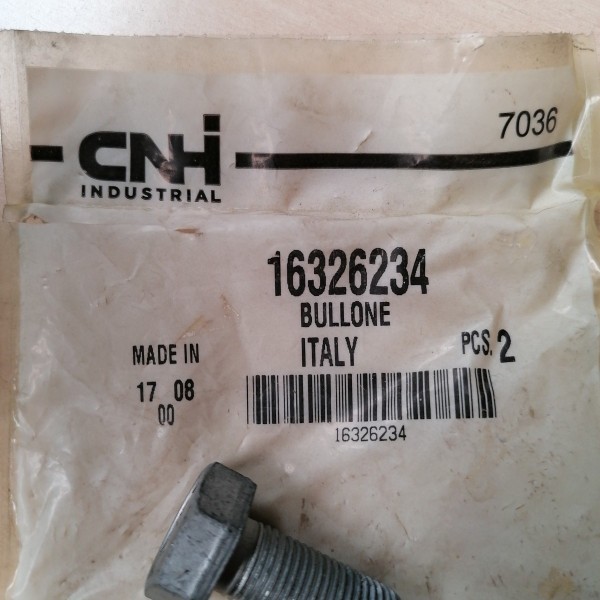 7036
CNH
INDUSTRIAL
16326234
BULLONE
MADE IN ITALY PCS. 2
17 08
00
16326234